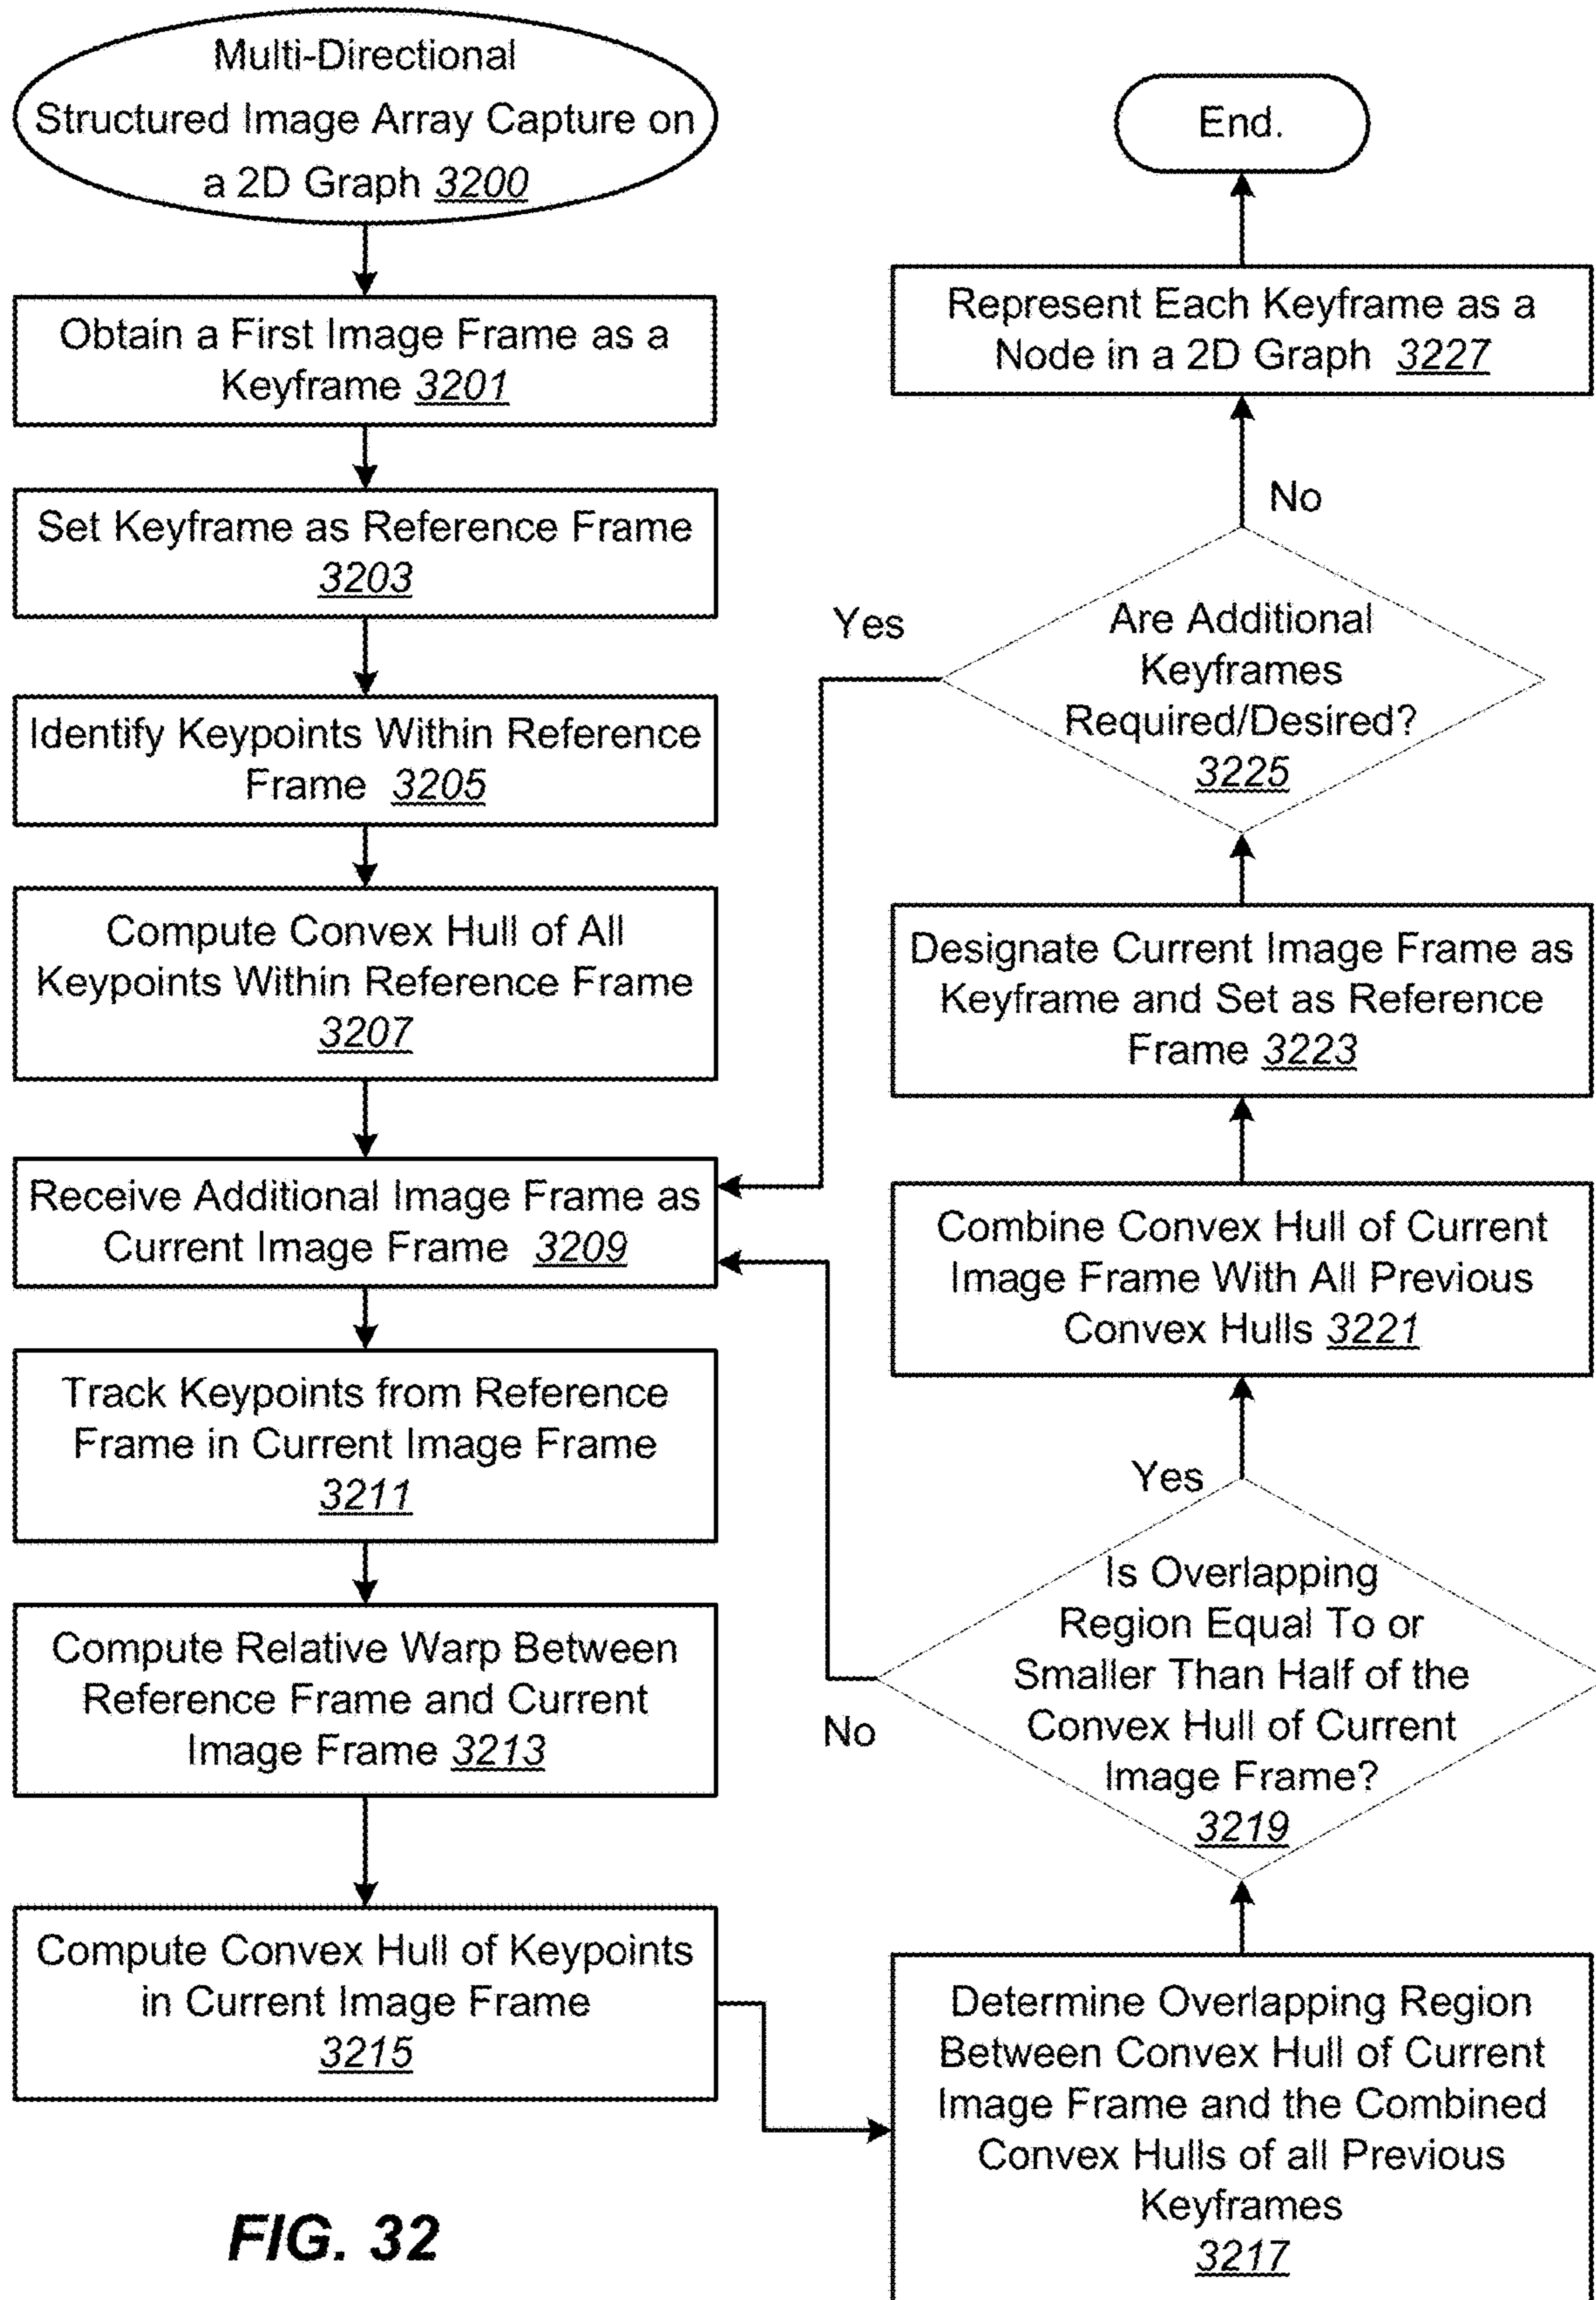 Multi-Directional
Structured Image Array Capture on
a 2D Graph 3200
Obtain a First Image Frame as a
Keyframe 3201
Set Keyframe as Reference Frame
3203
Identify Keypoints Within Reference
Frame 3205
Compute Convex Hull of All
Keypoints Within Reference Frame
3207
Receive Additional Image Frame as
Current Image Frame 3209
Track Keypoints from Reference
Frame in Current Image Frame
3211
Compute Relative Warp Between
Reference Frame and Current
Image Frame 3213
Compute Convex Hull of Keypoints
in Current Image Frame
3215
Determine Overlapping Region
Between Convex Hull of Current
Image Frame and the Combined
Convex Hulls of all Previous
Keyframes
3217
Is Overlapping
Region Equal To or
Smaller Than Half of the
Convex Hull of Current
Image Frame?
3219
No
Yes
Combine Convex Hull of Current
Image Frame With All Previous
Convex Hulls 3221
Designate Current Image Frame as
Keyframe and Set as Reference
Frame 3223
Are Additional
Keyframes
Required/Desired?
3225
Yes
No
Represent Each Keyframe as a
Node in a 2D Graph 3227
End.
FIG. 32